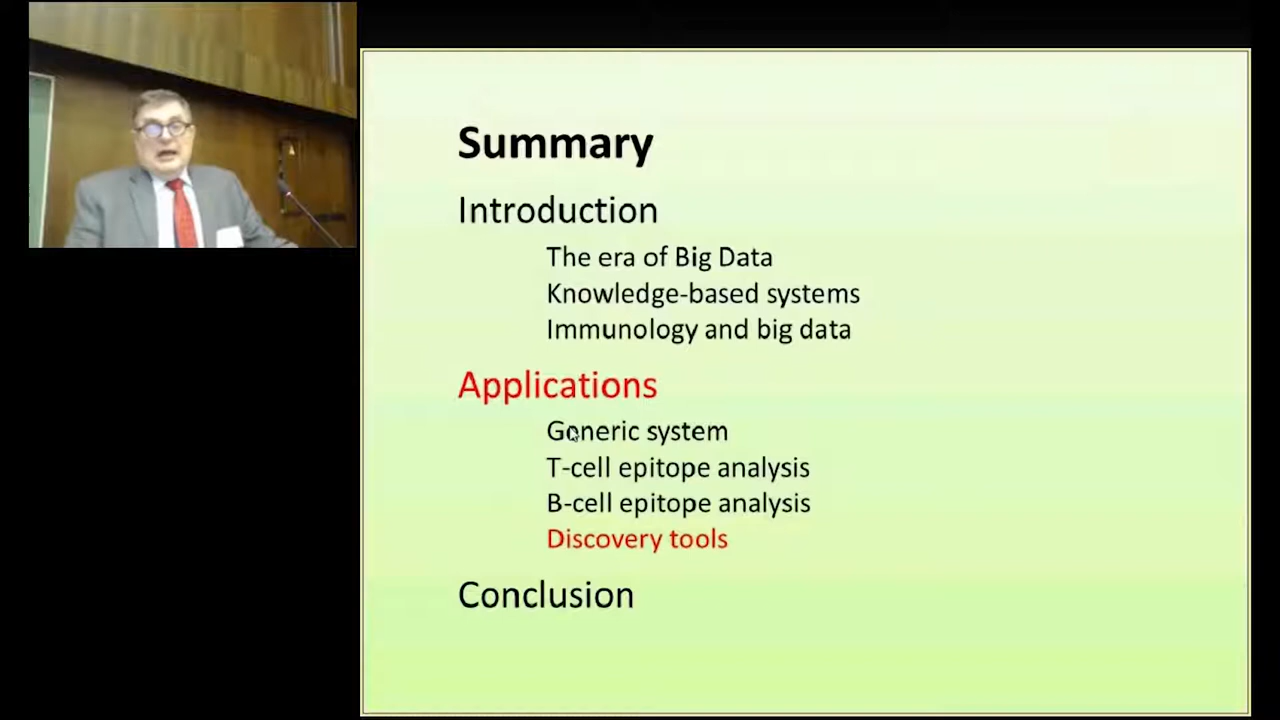 Summary
Introduction
The era of Big Data
Knowledge-based systems
Immunology and big data
Applications
Generic system
T-cell epitope analysis
B-cell epitope analysis
Discovery tools
Conclusion